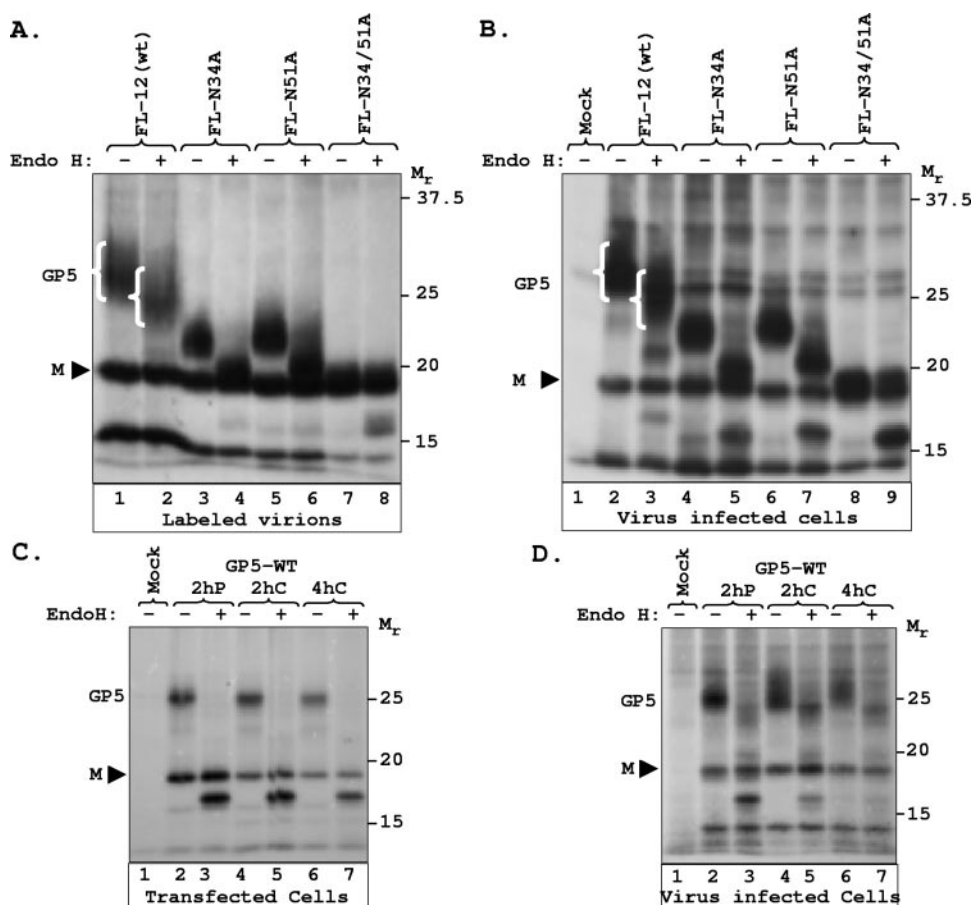 A.
FL-12(wt)
FL-N34A
FL-N51A
FL-N34/51A
Endo H: - + - + - + - +
Mr
37.5
GP5
25
M
20
15
1 2 3 4 5 6 7 8
Labeled virions
B.
Mock
FL-12(wt)
FL-N34A
FL-N51A
FL-N34/51A
Endo H: - - + - + - + - +
Mr
37.5
GP5
25
20
M
15
1 2 3 4 5 6 7 8 9
Virus infected cells
C.
Mock
GP5-WT
2hP 2hC 4hC
EndoH: - - + - + - +
Mr
GP5
25
20
M
15
1 2 3 4 5 6 7
Transfected Cells
D.
Mock
GP5-WT
2hP 2hC 4hC
Endo H: - - + - + - +
Mr
GP5
25
20
M
15
1 2 3 4 5 6 7
Virus infected Cells